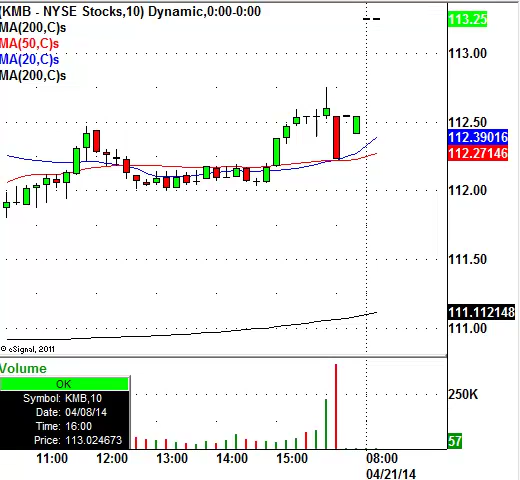 (KMB - NYSE Stocks,10) Dynamic,0:00-0:00
MA(200,C)s
MA(50,C)s
MA(20,C)s
MA(200,C)s
113.25
113.00
112.50
112.39016
112.27146
112.00
111.50
111.112148
111.00
© eSignal, 2011
Volume
OK
Symbol: KMB,10
Date: 04/08/14
Time: 16:00
Price: 113.024673
250K
57
11:00 12:00 13:00 14:00 15:00 08:00
04/21/14